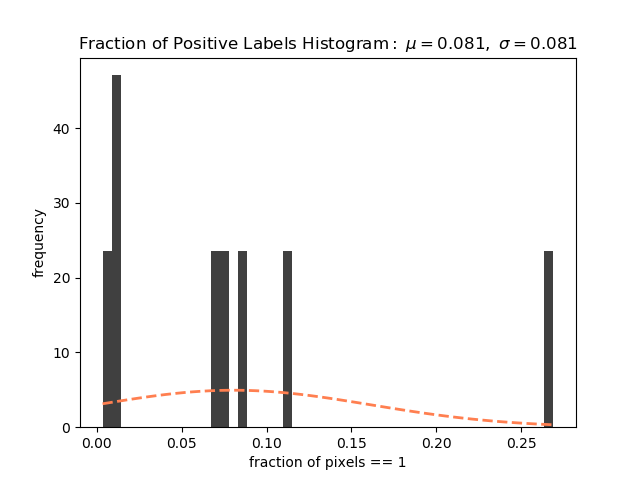 Fraction of Positive Labels Histogram: μ = 0.081, σ = 0.081
40
30
20
10
0
frequency
0.00 0.05 0.10 0.15 0.20 0.25
fraction of pixels == 1